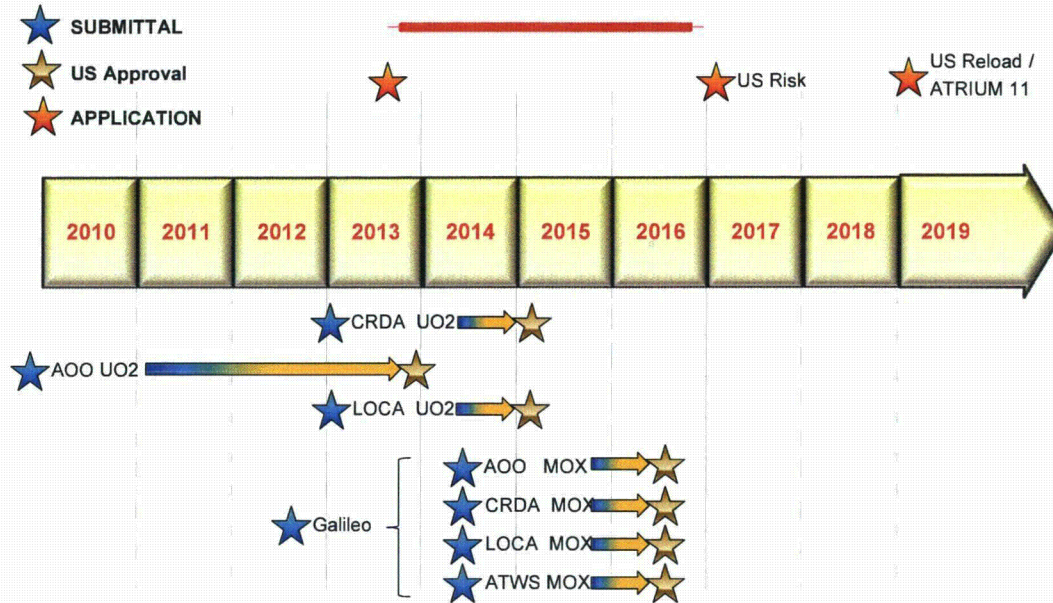 SUBMITTAL
US Approval
APPLICATION
US Risk
US Reload /
ATRIUM 11
2010 2011 2012 2013 2014 2015 2016 2017 2018 2019
CRDA UO2
AOO UO2
LOCA UO2
AOO MOX
CRDA MOX
Galileo
LOCA MOX
ATWS MOX